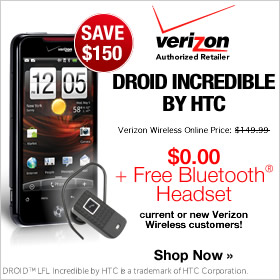 SAVE
$150
verizon
Authorized Retailer
DROID INCREDIBLE
BY HTC
Verizon Wireless Online Price: $149.99
$0.00
+ Free Bluetooth®
Headset
current or new Verizon
Wireless customers!
Shop Now »
DROID™ LFL Incredible by HTC is a trademark of HTC Corporation.